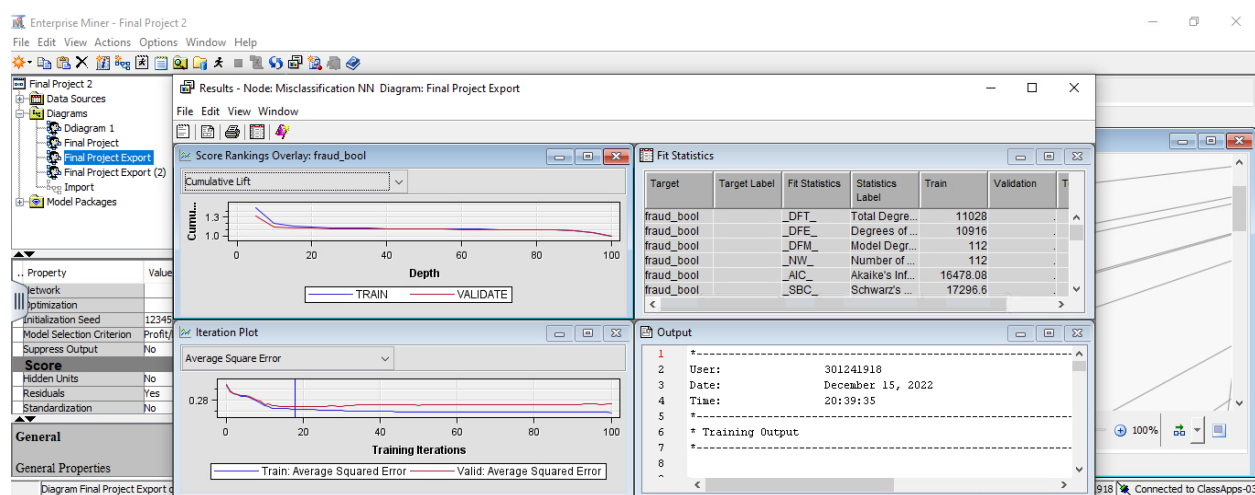 Enterprise Miner - Final Project 2
File Edit View Actions Options Window Help
Final Project 2
Data Sources
Diagrams
Ddiagram 1
Final Project
Final Project Export
Final Project Export (2)
Import
Model Packages
.. Property Value
Network
Optimization
Initialization Seed 12345
Model Selection Criterion Profit/
Suppress Output No
Score
Hidden Units No
Residuals Yes
Standardization No
General
General Properties
Diagram Final Project Export
Results - Node: Misclassification NN Diagram: Final Project Export
File Edit View Window
Score Rankings Overlay: fraud_bool
Cumulative Lift
Cumu...
1.3
1.0
0 20 40 60 80 100
Depth
TRAIN VALIDATE
Fit Statistics
Target Target Label Fit Statistics Statistics Label Train Validation T
fraud_bool _DFT_ Total Degre... 11028 .
fraud_bool _DFE_ Degrees of ... 10916 .
fraud_bool _DFM_ Model Degr... 112 .
fraud_bool _NW_ Number of ... 112 .
fraud_bool _AIC_ Akaike's Inf... 16478.08 .
fraud_bool _SBC_ Schwarz's ... 17296.6 .
Iteration Plot
Average Square Error
0.28
0 20 40 60 80 100
Training Iterations
Train: Average Squared Error Valid: Average Squared Error
Output
1 *----------------------------------------------------------------
2 User: 301241918
3 Date: December 15, 2022
4 Time: 20:39:35
5 *----------------------------------------------------------------
6 * Training Output
7 *----------------------------------------------------------------
8
100%
918 Connected to ClassApps-03